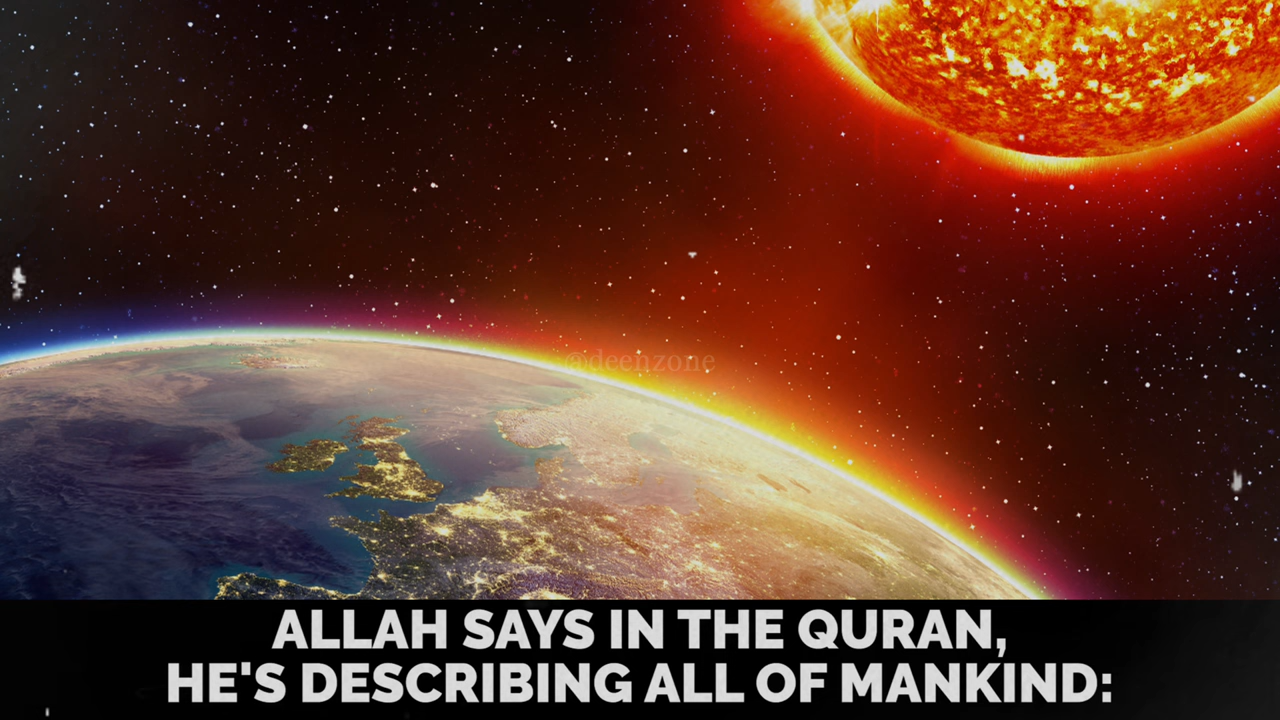 @deenzone
ALLAH SAYS IN THE QURAN,
HE'S DESCRIBING ALL OF MANKIND: